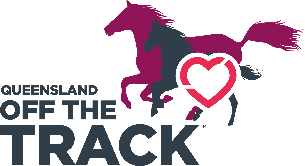 QUEENSLAND
OFF THE
TRACK